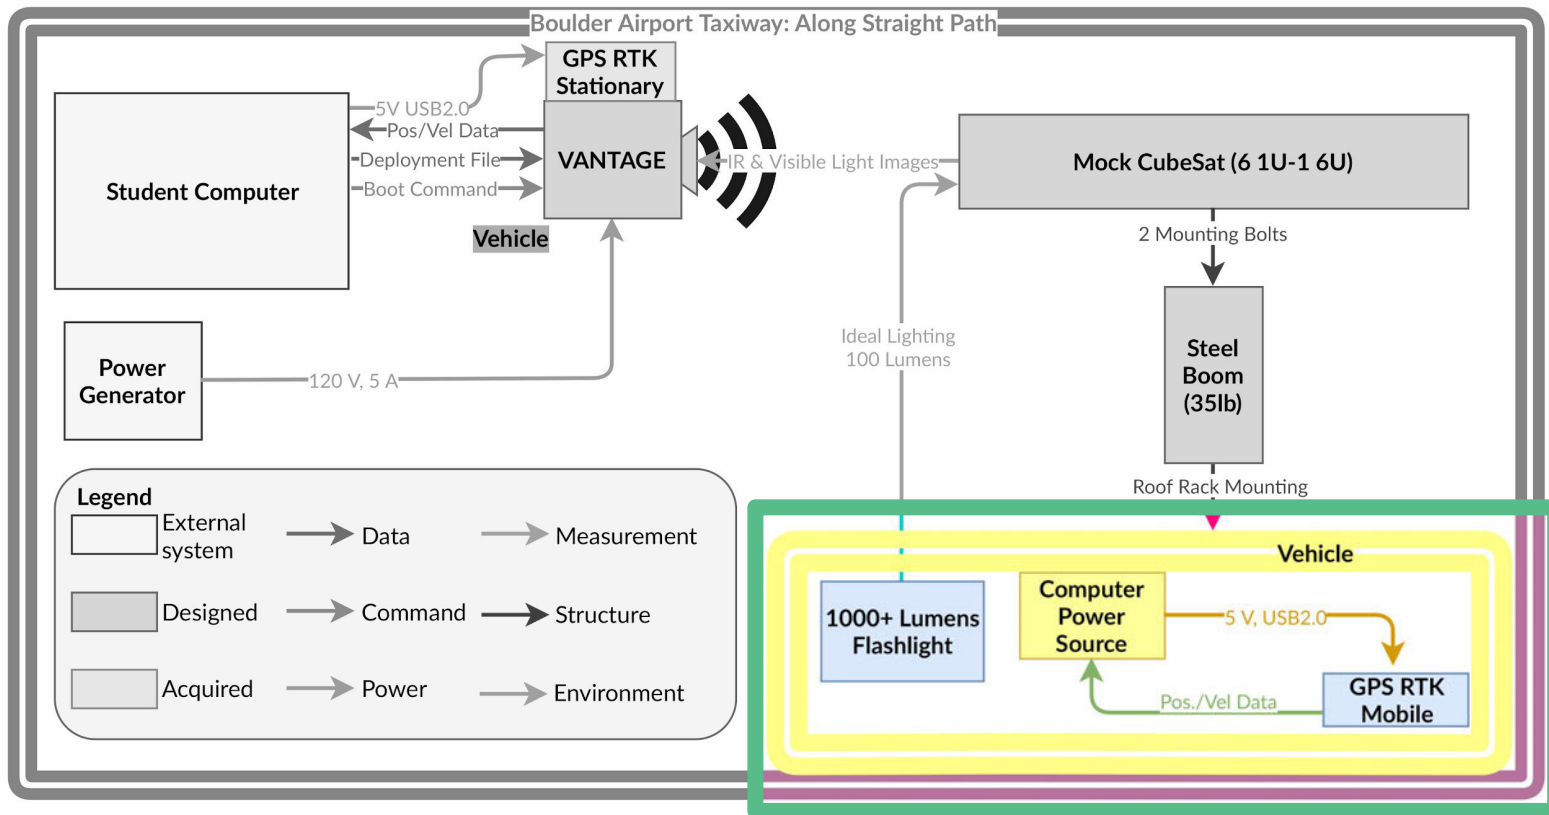 Boulder Airport Taxiway: Along Straight Path
GPS RTK
Stationary
5V USB2.0
Pos/Vel Data
Deployment File
Boot Command
Student Computer
VANTAGE
IR & Visible Light Images
Mock CubeSat (6 1U-1 6U)
Vehicle
2 Mounting Bolts
Ideal Lighting
100 Lumens
Steel
Boom
(35lb)
Power
Generator
120 V, 5 A
Roof Rack Mounting
Legend
External
system
Data
Measurement
Designed
Command
Structure
Acquired
Power
Environment
Vehicle
1000+ Lumens
Flashlight
Computer
Power
Source
5 V, USB2.0
Pos./Vel Data
GPS RTK
Mobile